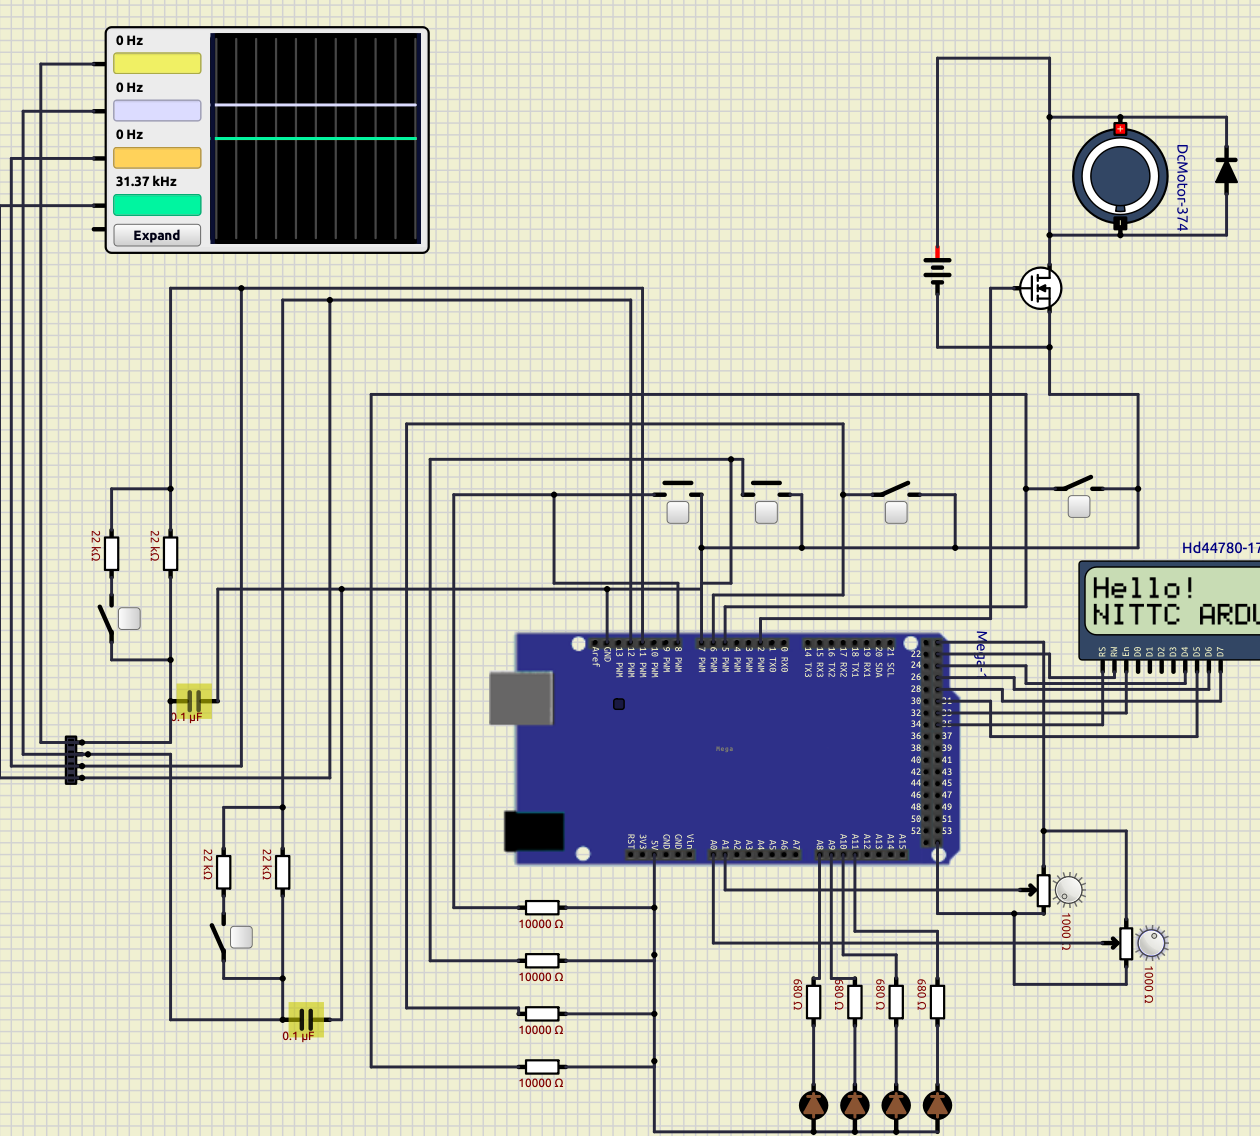 0 Hz
0 Hz
0 Hz
31.37 kHz
Expand
DcMotor-374
22 kΩ
22 kΩ
0.1 µF
22 kΩ
22 kΩ
0.1 µF
Hd44780-17
Hello!
NITTC ARDU
RS
RW
En
D0
D1
D2
D3
D4
D5
D6
D7
Mega-1
Aref
GND
13 PWM
12 PWM
11 PWM
10 PWM
9 PWM
8 PWM
7 PWM
6 PWM
5 PWM
4 PWM
3 PWM
2 PWM
1 TX0
0 RX0
14 TX3
15 RX3
16 TX2
17 RX2
18 TX1
19 RX1
20 SDA
21 SCL
22
24
26
28
30 31
32 33
34 35
36 37
38 39
40 41
42 43
44 45
46 47
48 49
50 51
52 53
Mega
RST
3V3
5V
GND
GND
Vin
A0
A1
A2
A3
A4
A5
A6
A7
A8
A9
A10
A11
A12
A13
A14
A15
10000 Ω
10000 Ω
10000 Ω
10000 Ω
680 Ω
680 Ω
680 Ω
680 Ω
1000 Ω
1000 Ω